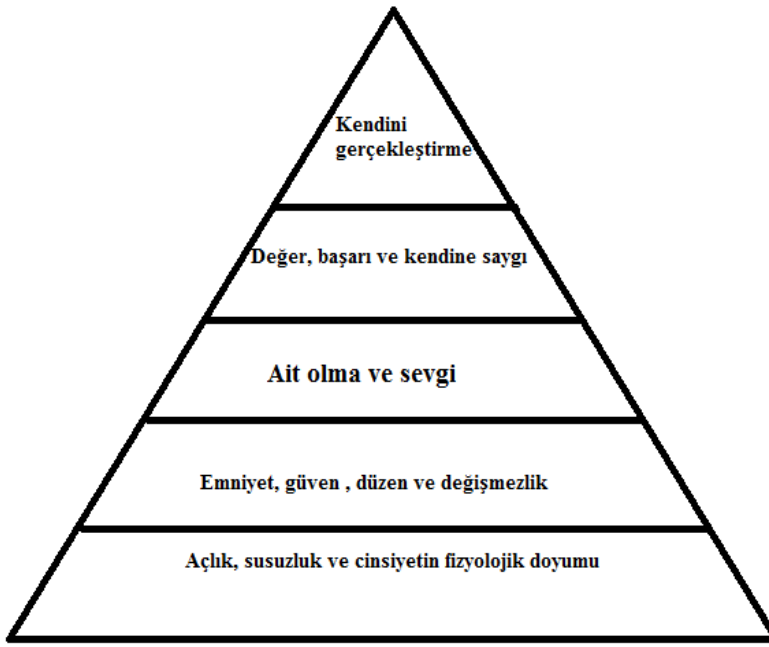 Kendini
gerçekleştirme
Değer, başarı ve kendine saygı
Ait olma ve sevgi
Emniyet, güven , düzen ve değişmezlik
Açlık, susuzluk ve cinsiyetin fizyolojik doyumu